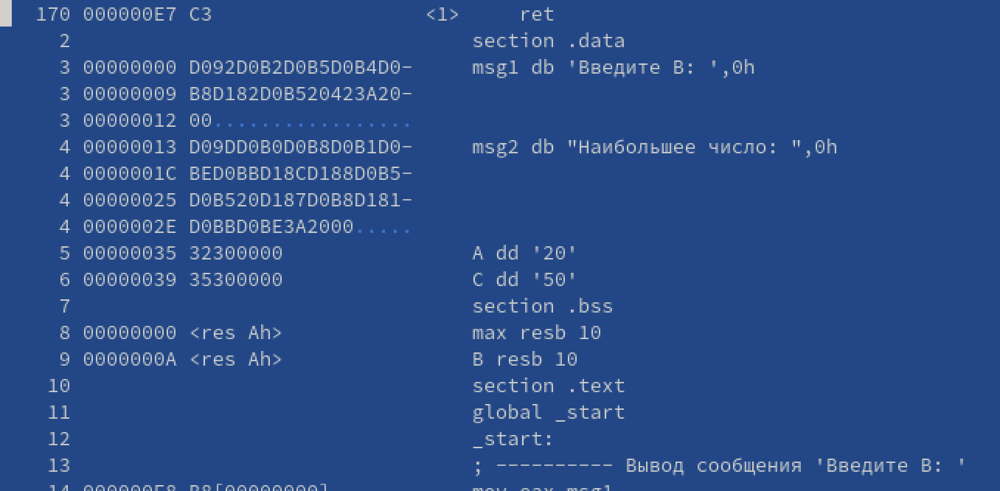 170 000000E7 C3 <1> ret
2 section .data
3 00000000 D092D0B2D0B5D0B4D0- msg1 db 'Введите B: ',0h
3 00000009 B8D182D0B520423A20-
3 00000012 00.................
4 00000013 D09DD0B0D0B8D0B1D0- msg2 db "Наибольшее число: ",0h
4 0000001C BED0BBD18CD188D0B5-
4 00000025 D0B520D187D0B8D181-
4 0000002E D0BBD0BE3A2000.....
5 00000035 32300000 A dd '20'
6 00000039 35300000 C dd '50'
7 section .bss
8 00000000 <res Ah> max resb 10
9 0000000A <res Ah> B resb 10
10 section .text
11 global _start
12 _start:
13 ; ---------- Вывод сообщения 'Введите B: '
14 000000E8 B8[00000000] mov eax,msg1